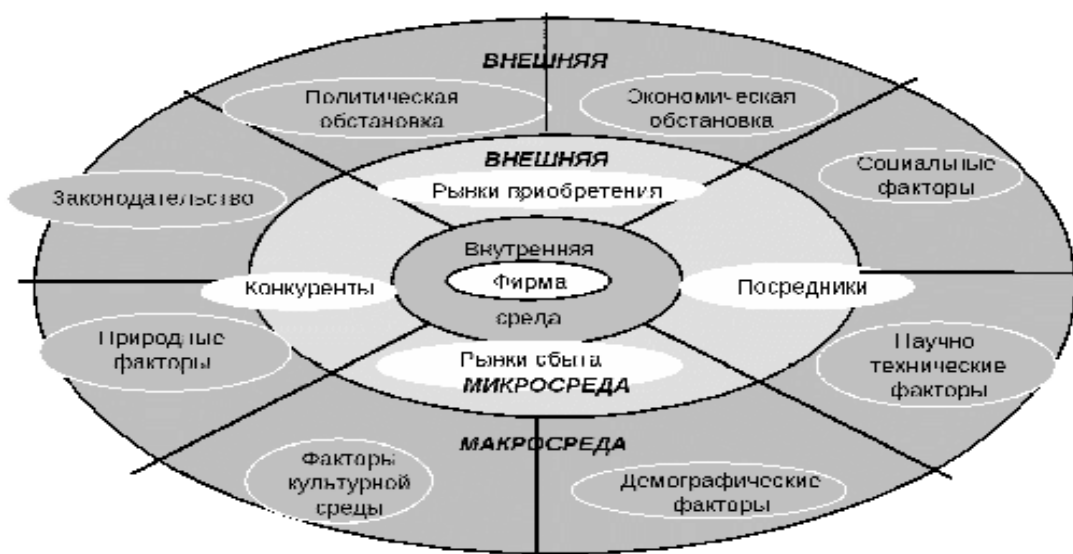 ВНЕШНЯЯ
Политическая
обстановка
Экономическая
обстановка
ВНЕШНЯЯ
Социальные
факторы
Рынки приобретения
Законодательство
Внутренняя
Конкуренты
Фирма
Посредники
среда
Природные
факторы
Рынки сбыта
Научно
технические
факторы
МИКРОСРЕДА
МАКРОСРЕДА
Факторы
культурной
среды
Демографические
факторы